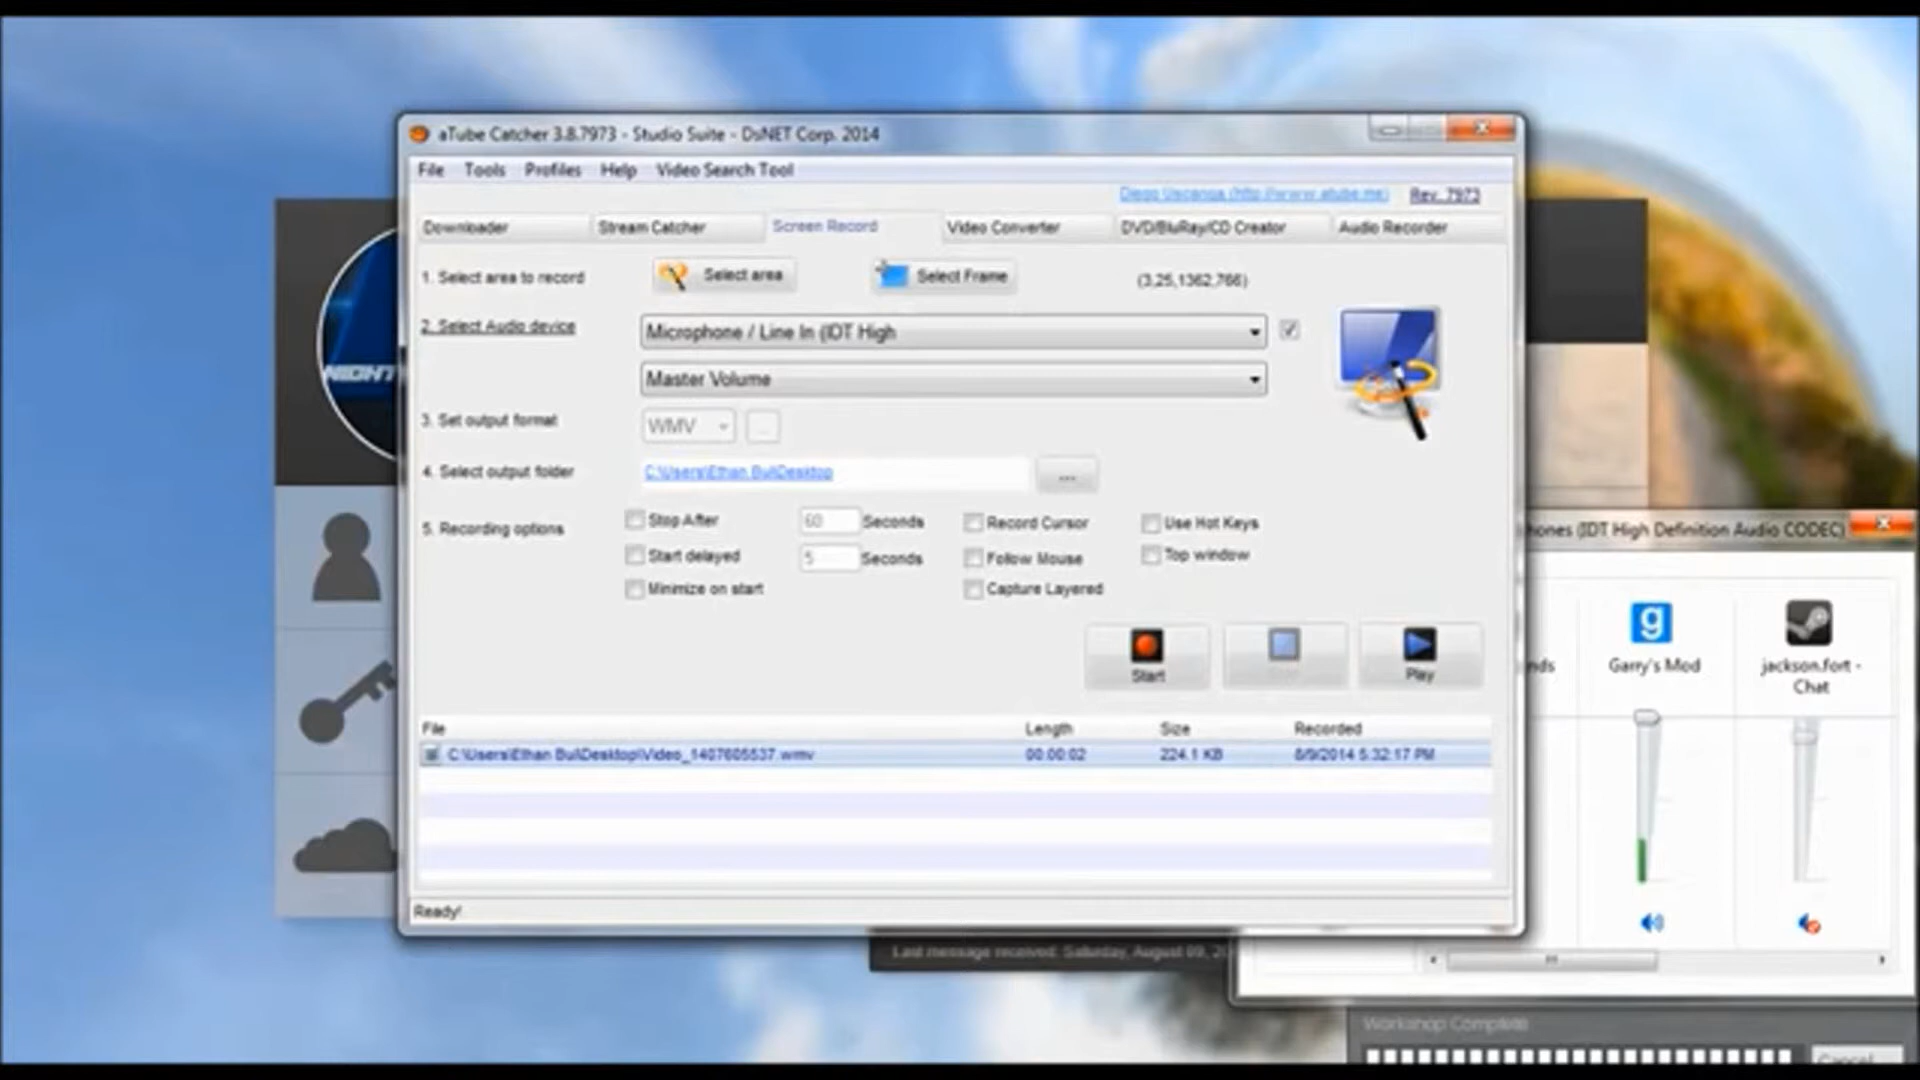 aTube Catcher 3.8.7973 - Studio Suite - DsNET Corp. 2014
File Tools Profiles Help Video Search Tool
Diego Uscanga (http://www.atube.me) Rev. 7973
Downloader Stream Catcher Screen Record Video Converter DVD/BluRay/CD Creator Audio Recorder
1. Select area to record Select area Select Frame (3,25,1362,766)
2. Select Audio device Microphone / Line In (IDT High
Master Volume
NIGHT
3. Set output format WMV ...
4. Select output folder C:\Users\Ethan Bul\Desktop ...
5. Recording options Stop After 60 Seconds Record Cursor Use Hot Keys
Start delayed 5 Seconds Follow Mouse Top window
Minimize on start Capture Layered
hones (IDT High Definition Audio CODEC)
Start Play
nds Garry's Mod jackson.fort -
Chat
File Length Size Recorded
C:\Users\Ethan Bul\Desktop\Video_1407605537.wmv 00:00:02 224.1 KB 8/9/2014 5:32:17 PM
Ready!
Last message received: Saturday, August 09, 20
Workshop Complete
Cancel